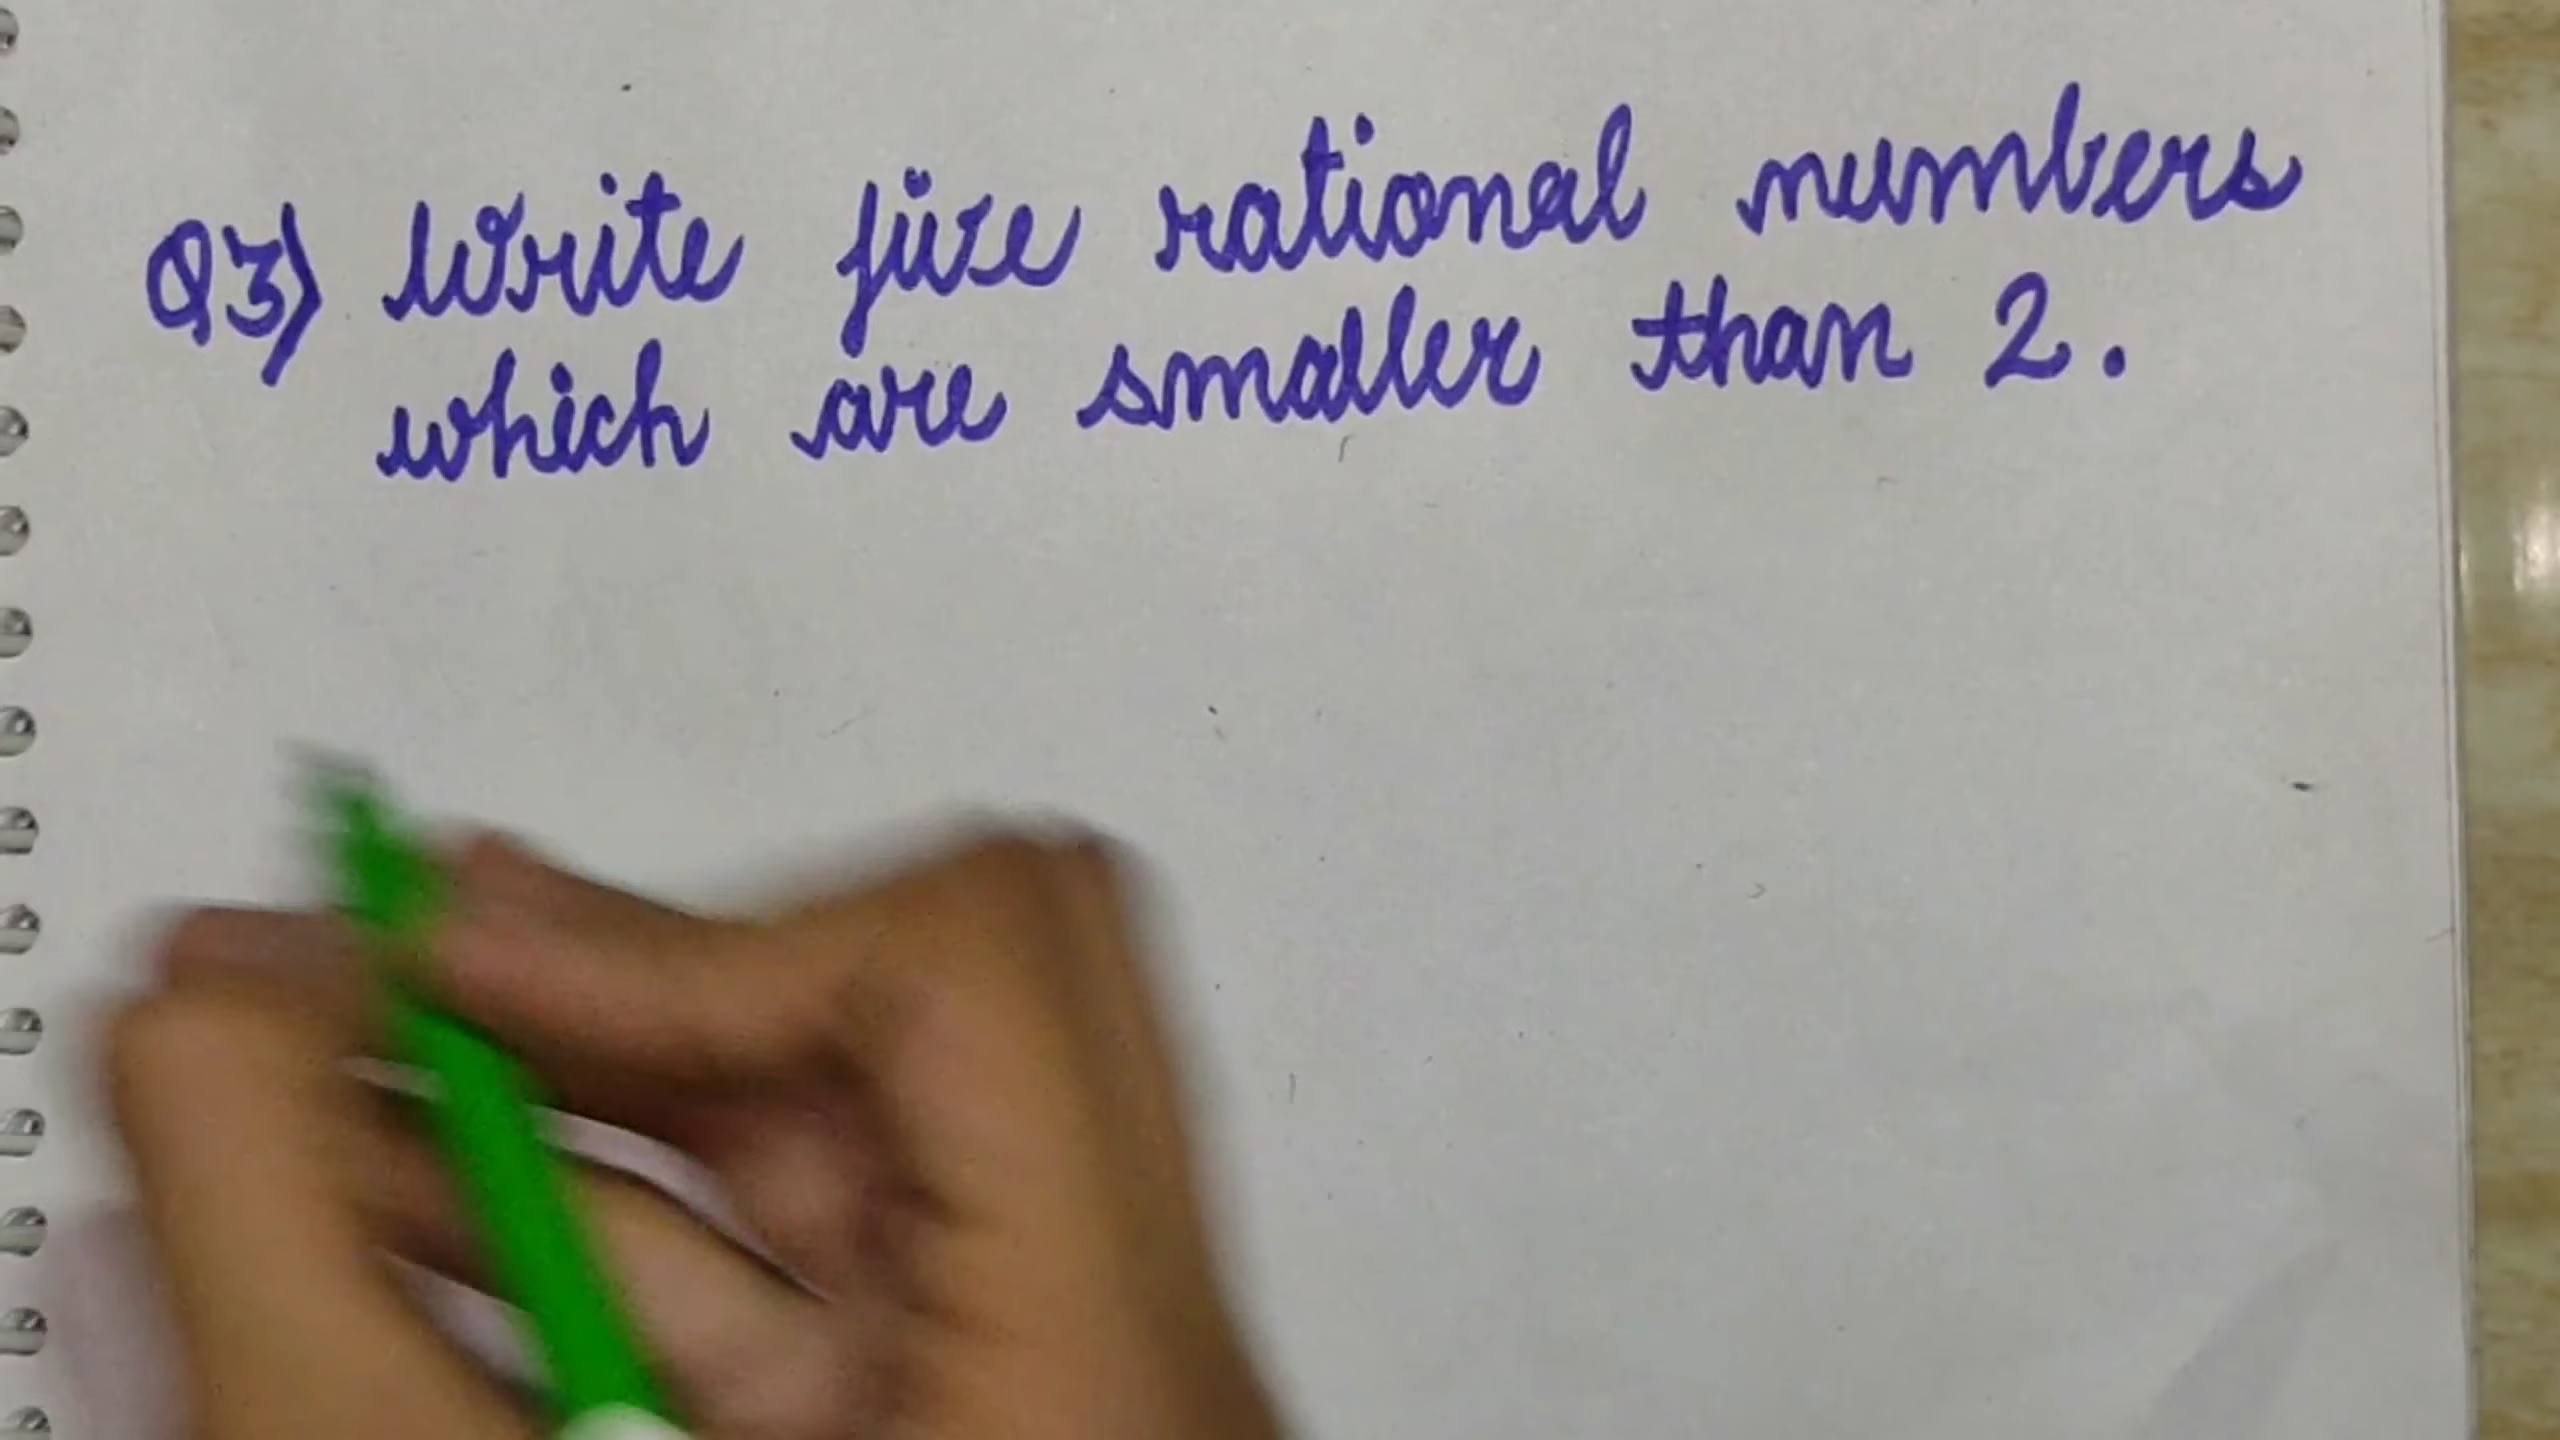 Q3) Write five rational numbers
which are smaller than 2.